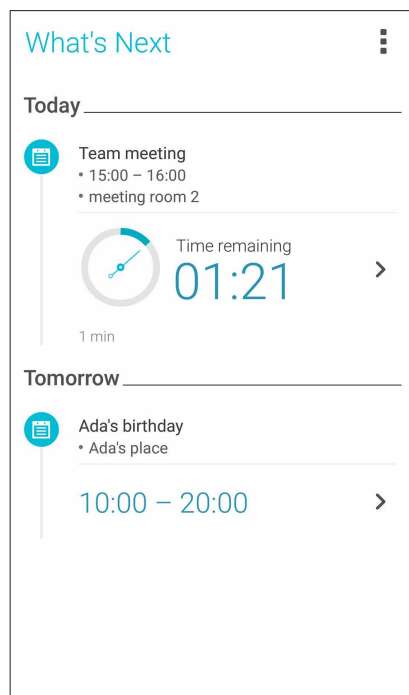 What's Next
Today
Team meeting
• 15:00 – 16:00
• meeting room 2
Time remaining
01:21
1 min
Tomorrow
Ada's birthday
• Ada's place
10:00 – 20:00